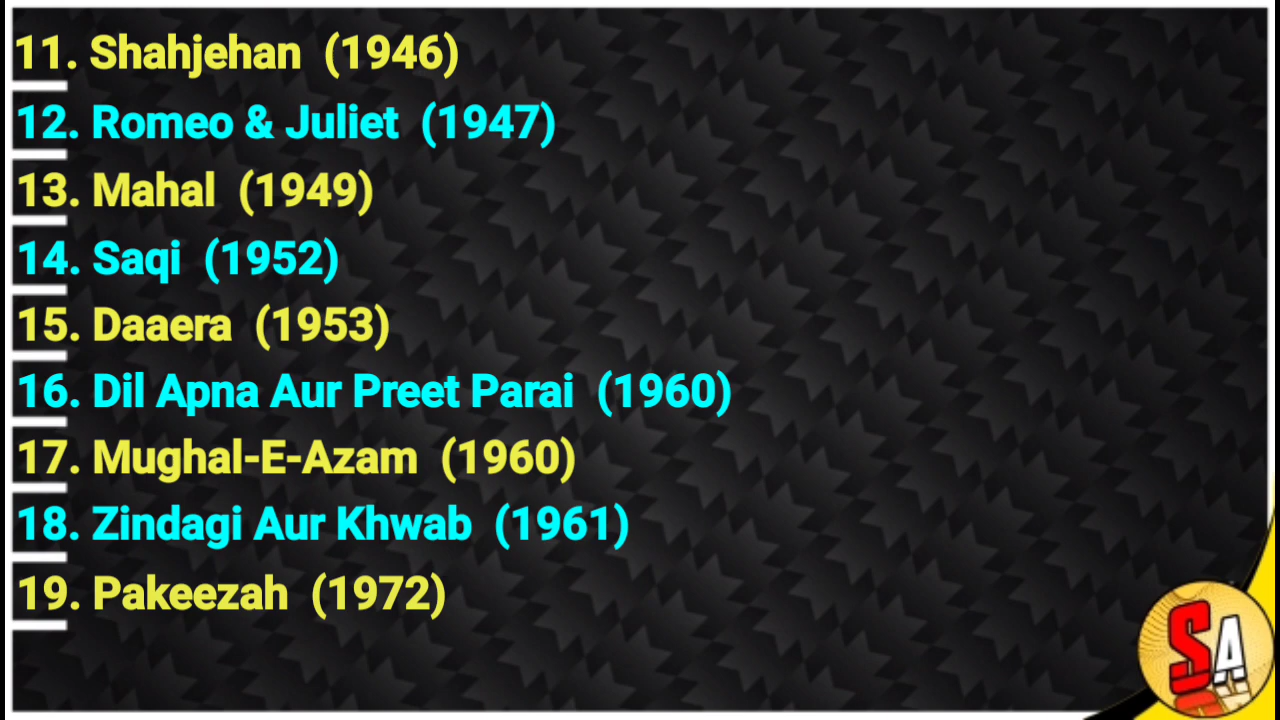 11. Shahjehan (1946)
12. Romeo & Juliet (1947)
13. Mahal (1949)
14. Saqi (1952)
15. Daaera (1953)
16. Dil Apna Aur Preet Parai (1960)
17. Mughal-E-Azam (1960)
18. Zindagi Aur Khwab (1961)
19. Pakeezah (1972)
SA